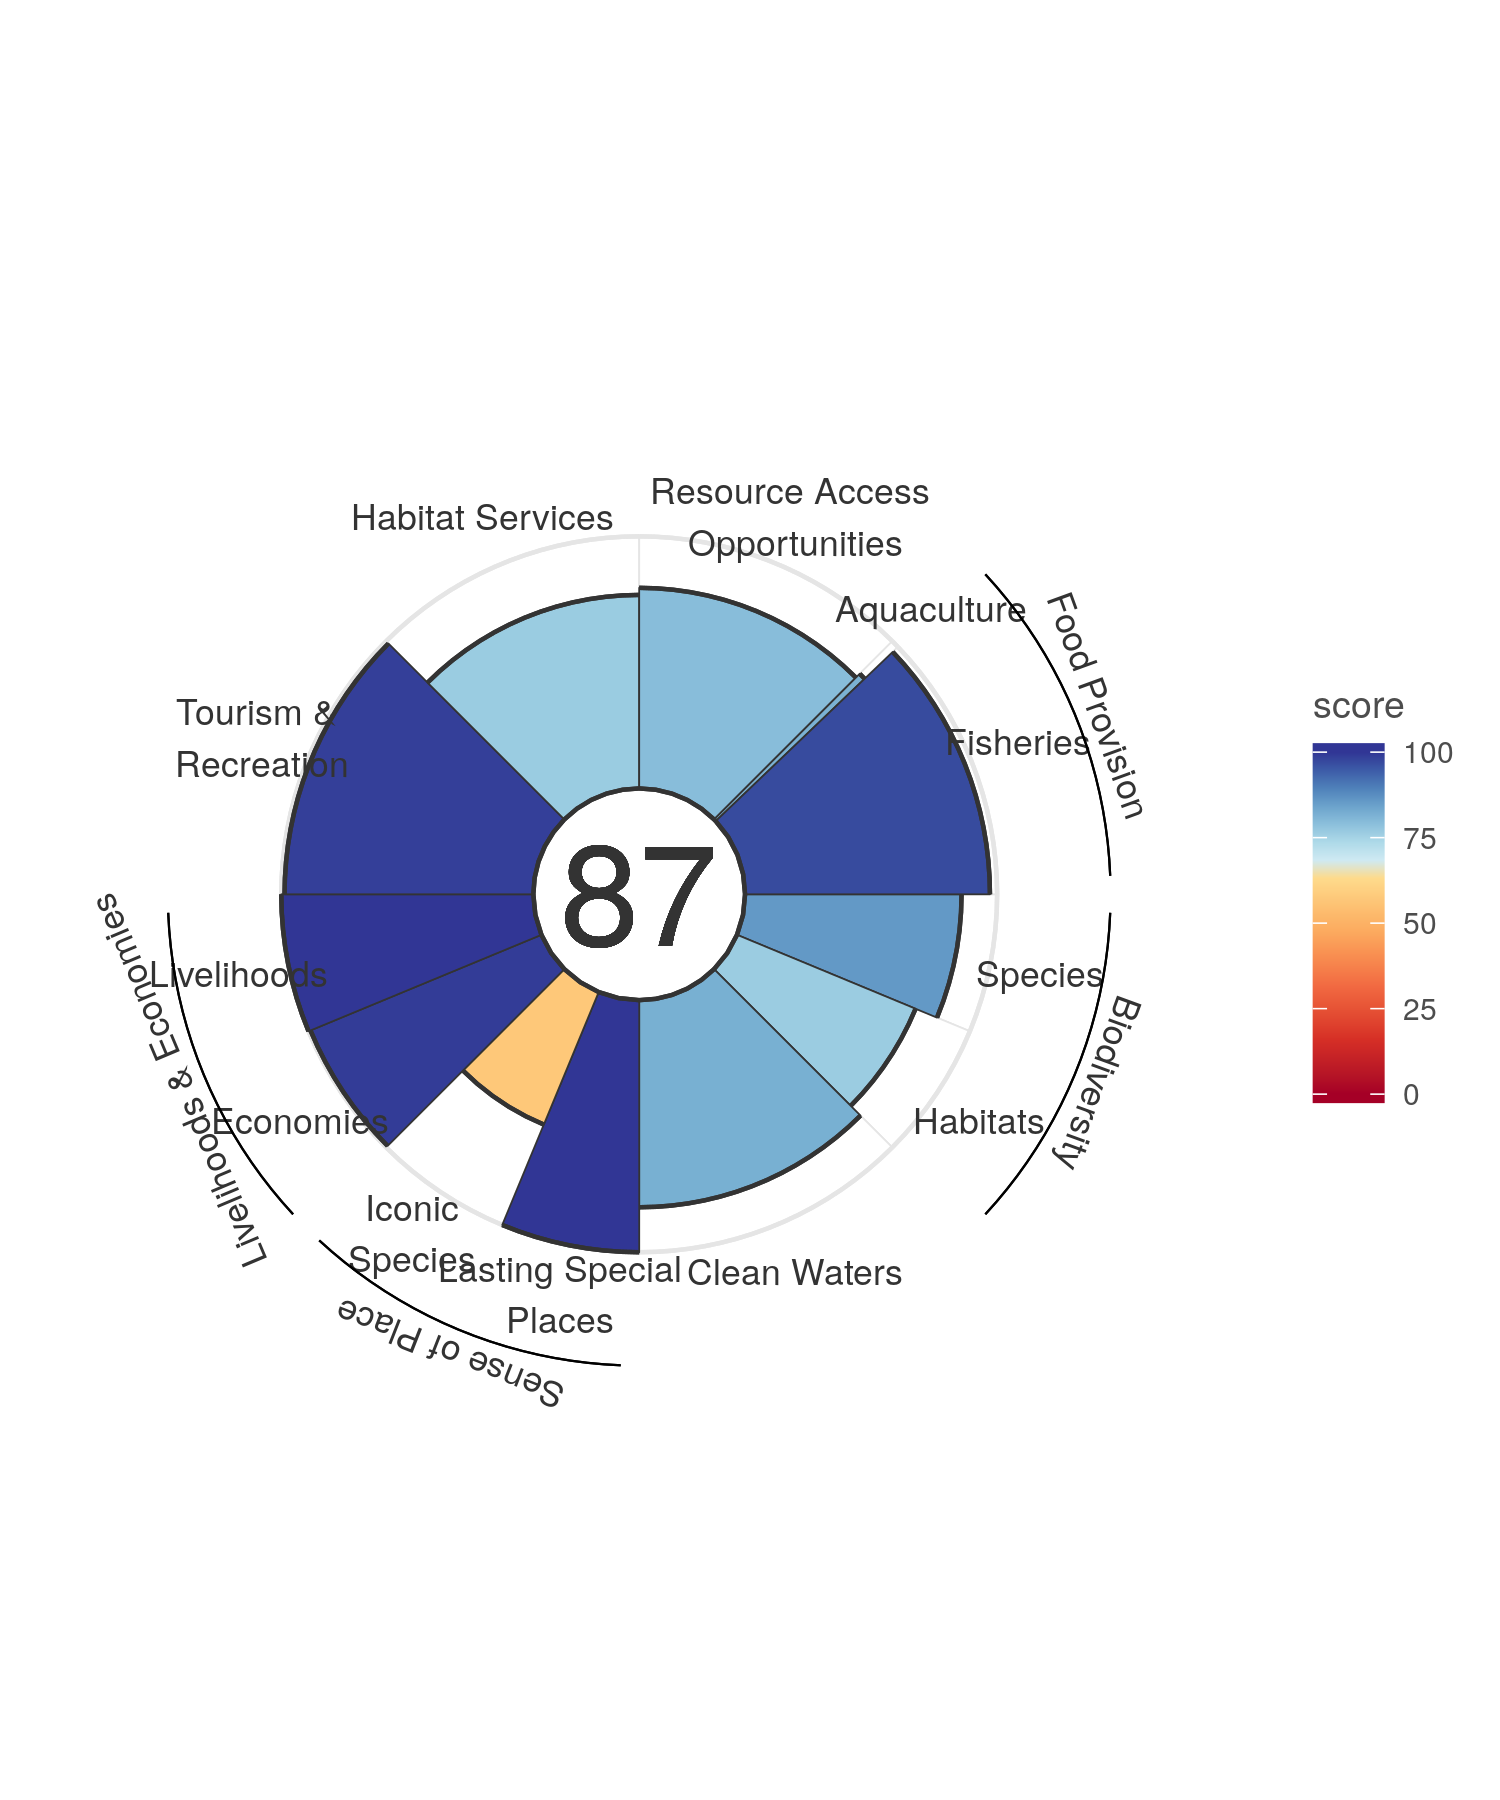 Resource Access
Opportunities
Habitat Services
Aquaculture
Food Provision
Fisheries
Tourism &
Recreation
score
100
75
50
25
0
87
Livelihoods
Livelihoods & Economies
Species
Biodiversity
Economies
Habitats
Iconic
Species
Lasting Special
Places
Clean Waters
Sense of Place